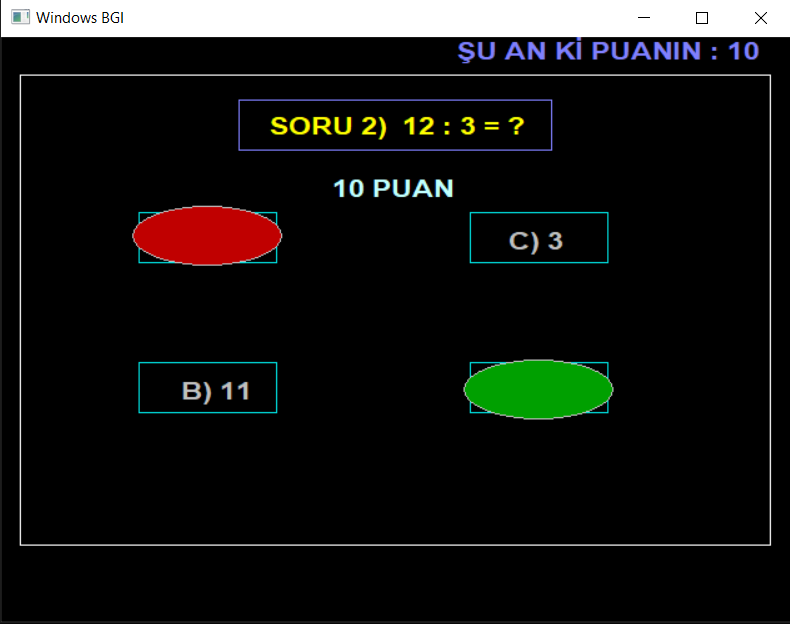 Windows BGI
ŞU AN Kİ PUANIN : 10
SORU 2) 12 : 3 = ?
10 PUAN
C) 3
B) 11